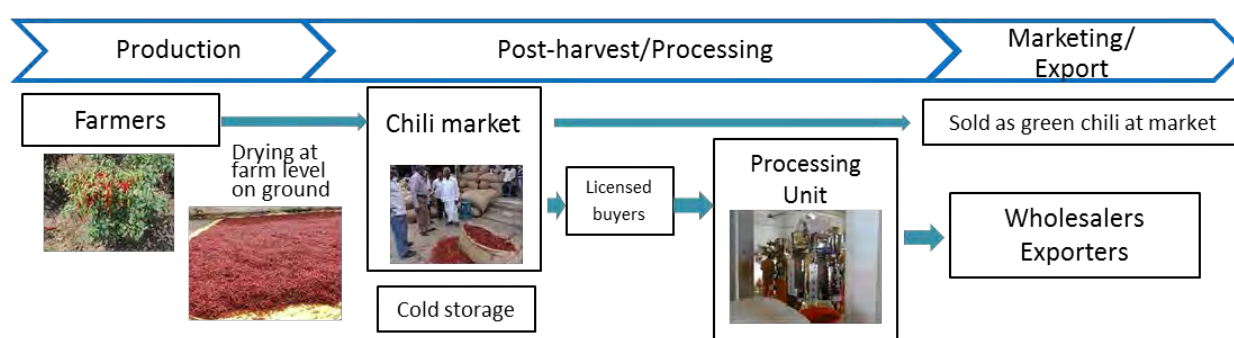 Production
Post-harvest/Processing
Marketing/
Export
Farmers
Drying at
farm level
on ground
Chili market
Cold storage
Licensed
buyers
Processing
Unit
Sold as green chili at market
Wholesalers
Exporters